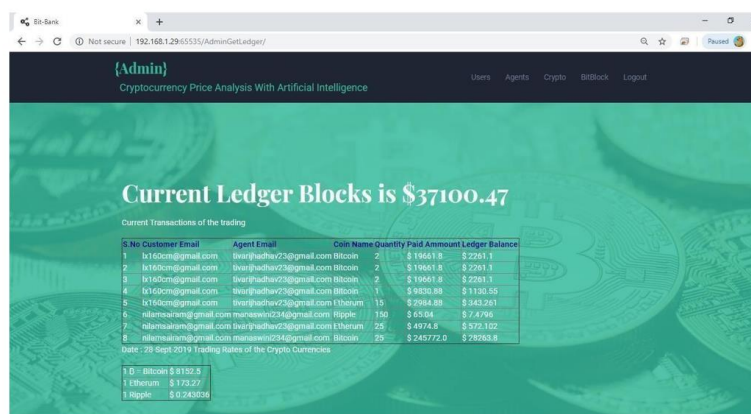 Bit-Bank
Not secure 192.168.1.29:65535/AdminGetLedger/
Paused
{Admin}
Cryptocurrency Price Analysis With Artificial Intelligence
Users Agents Crypto BitBlock Logout
Current Ledger Blocks is $37100.47
Current Transactions of the trading
S.No Customer Email Agent Email Coin Name Quantity Paid Ammount Ledger Balance
1 lx160cm@gmail.com tivarijhadhav23@gmail.com Bitcoin 2 $ 19661.8 $ 2261.1
2 lx160cm@gmail.com tivarijhadhav23@gmail.com Bitcoin 2 $ 19661.8 $ 2261.1
3 lx160cm@gmail.com tivarijhadhav23@gmail.com Bitcoin 2 $ 19661.8 $ 2261.1
4 lx160cm@gmail.com tivarijhadhav23@gmail.com Bitcoin 1 $ 9830.88 $ 1130.55
5 lx160cm@gmail.com tivarijhadhav23@gmail.com Etherum 15 $ 2984.88 $ 343.261
6 nilamsairam@gmail.com manaswini234@gmail.com Ripple 150 $ 65.04 $ 7.4796
7 nilamsairam@gmail.com tivarijhadhav23@gmail.com Etherum 25 $ 4974.8 $ 572.102
8 nilamsairam@gmail.com manaswini234@gmail.com Bitcoin 25 $ 245772.0 $ 28263.8
Date : 28-Sept-2019 Trading Rates of the Crypto Currencies
1 ₿ = Bitcoin $ 8152.5
1 Etherum $ 173.27
1 Ripple $ 0.243036